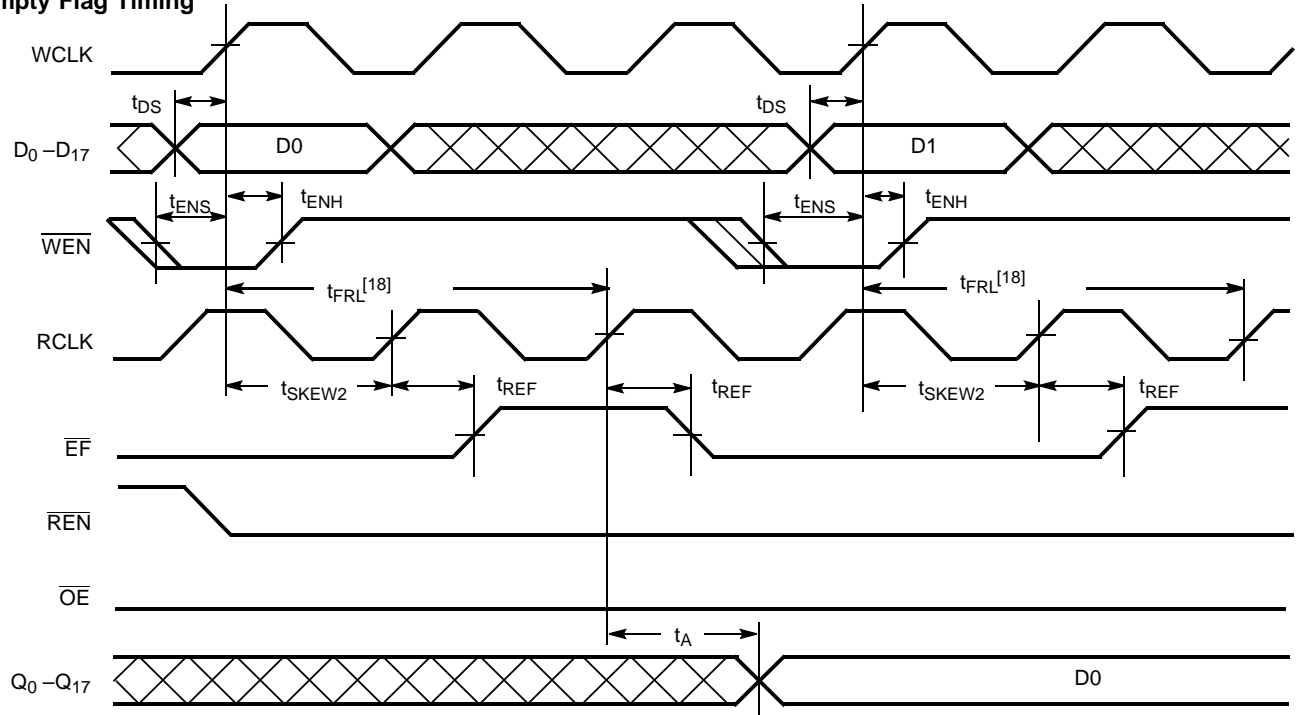 mpty Flag Timing
WCLK
tDS
tDS
D0 –D17
D0
D1
tENS
tENH
tENS
tENH
WEN
tFRL[18]
tFRL[18]
RCLK
tSKEW2
tREF
tREF
tSKEW2
tREF
EF
REN
OE
tA
Q0 –Q17
D0